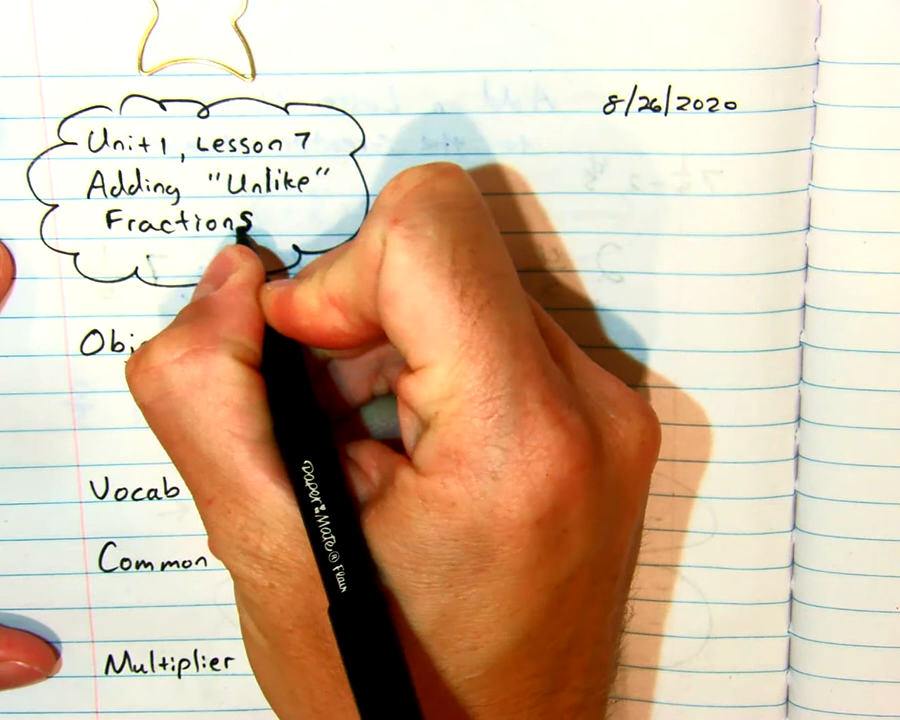 8/26/2020
Unit 1, Lesson 7
Adding "Unlike"
Fractions
Vocab
Common
Multiplier
Paper Mate® Flair